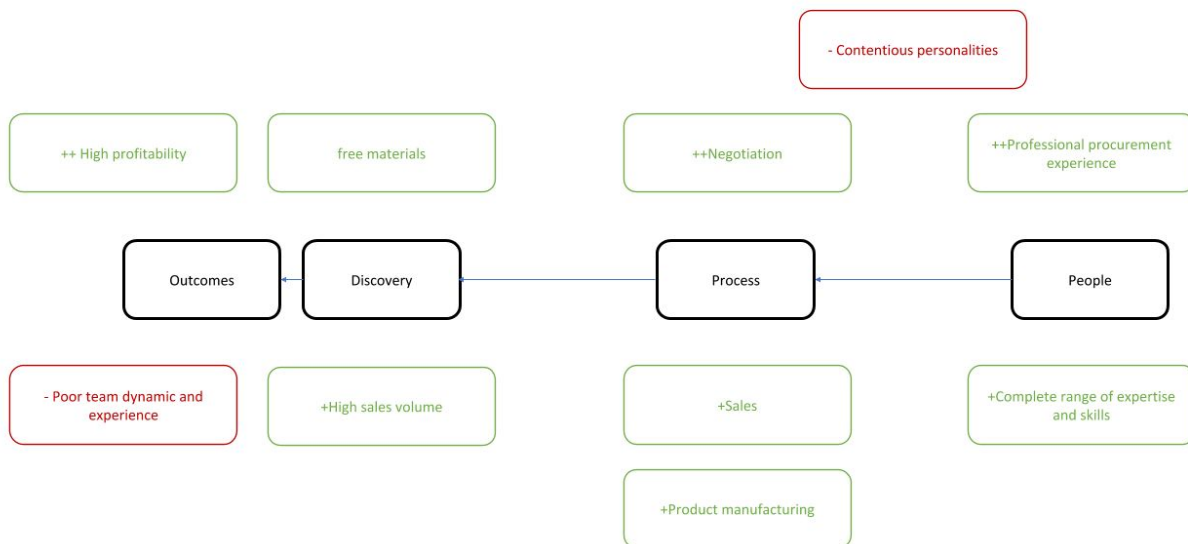 - Contentious personalities
++ High profitability
free materials
++Negotiation
++Professional procurement
experience
Outcomes
Discovery
Process
People
- Poor team dynamic and
experience
+High sales volume
+Sales
+Complete range of expertise
and skills
+Product manufacturing